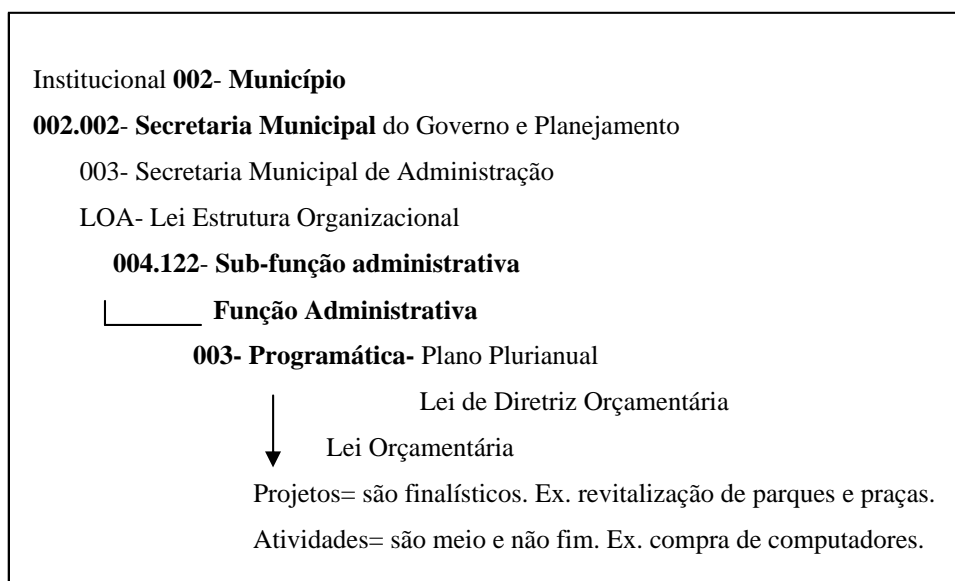 Institucional 002- Município
002.002- Secretaria Municipal do Governo e Planejamento
003- Secretaria Municipal de Administração
LOA- Lei Estrutura Organizacional
004.122- Sub-função administrativa
Função Administrativa
003- Programática- Plano Plurianual
Lei de Diretriz Orçamentária
Lei Orçamentária
Projetos= são finalísticos. Ex. revitalização de parques e praças.
Atividades= são meio e não fim. Ex. compra de computadores.